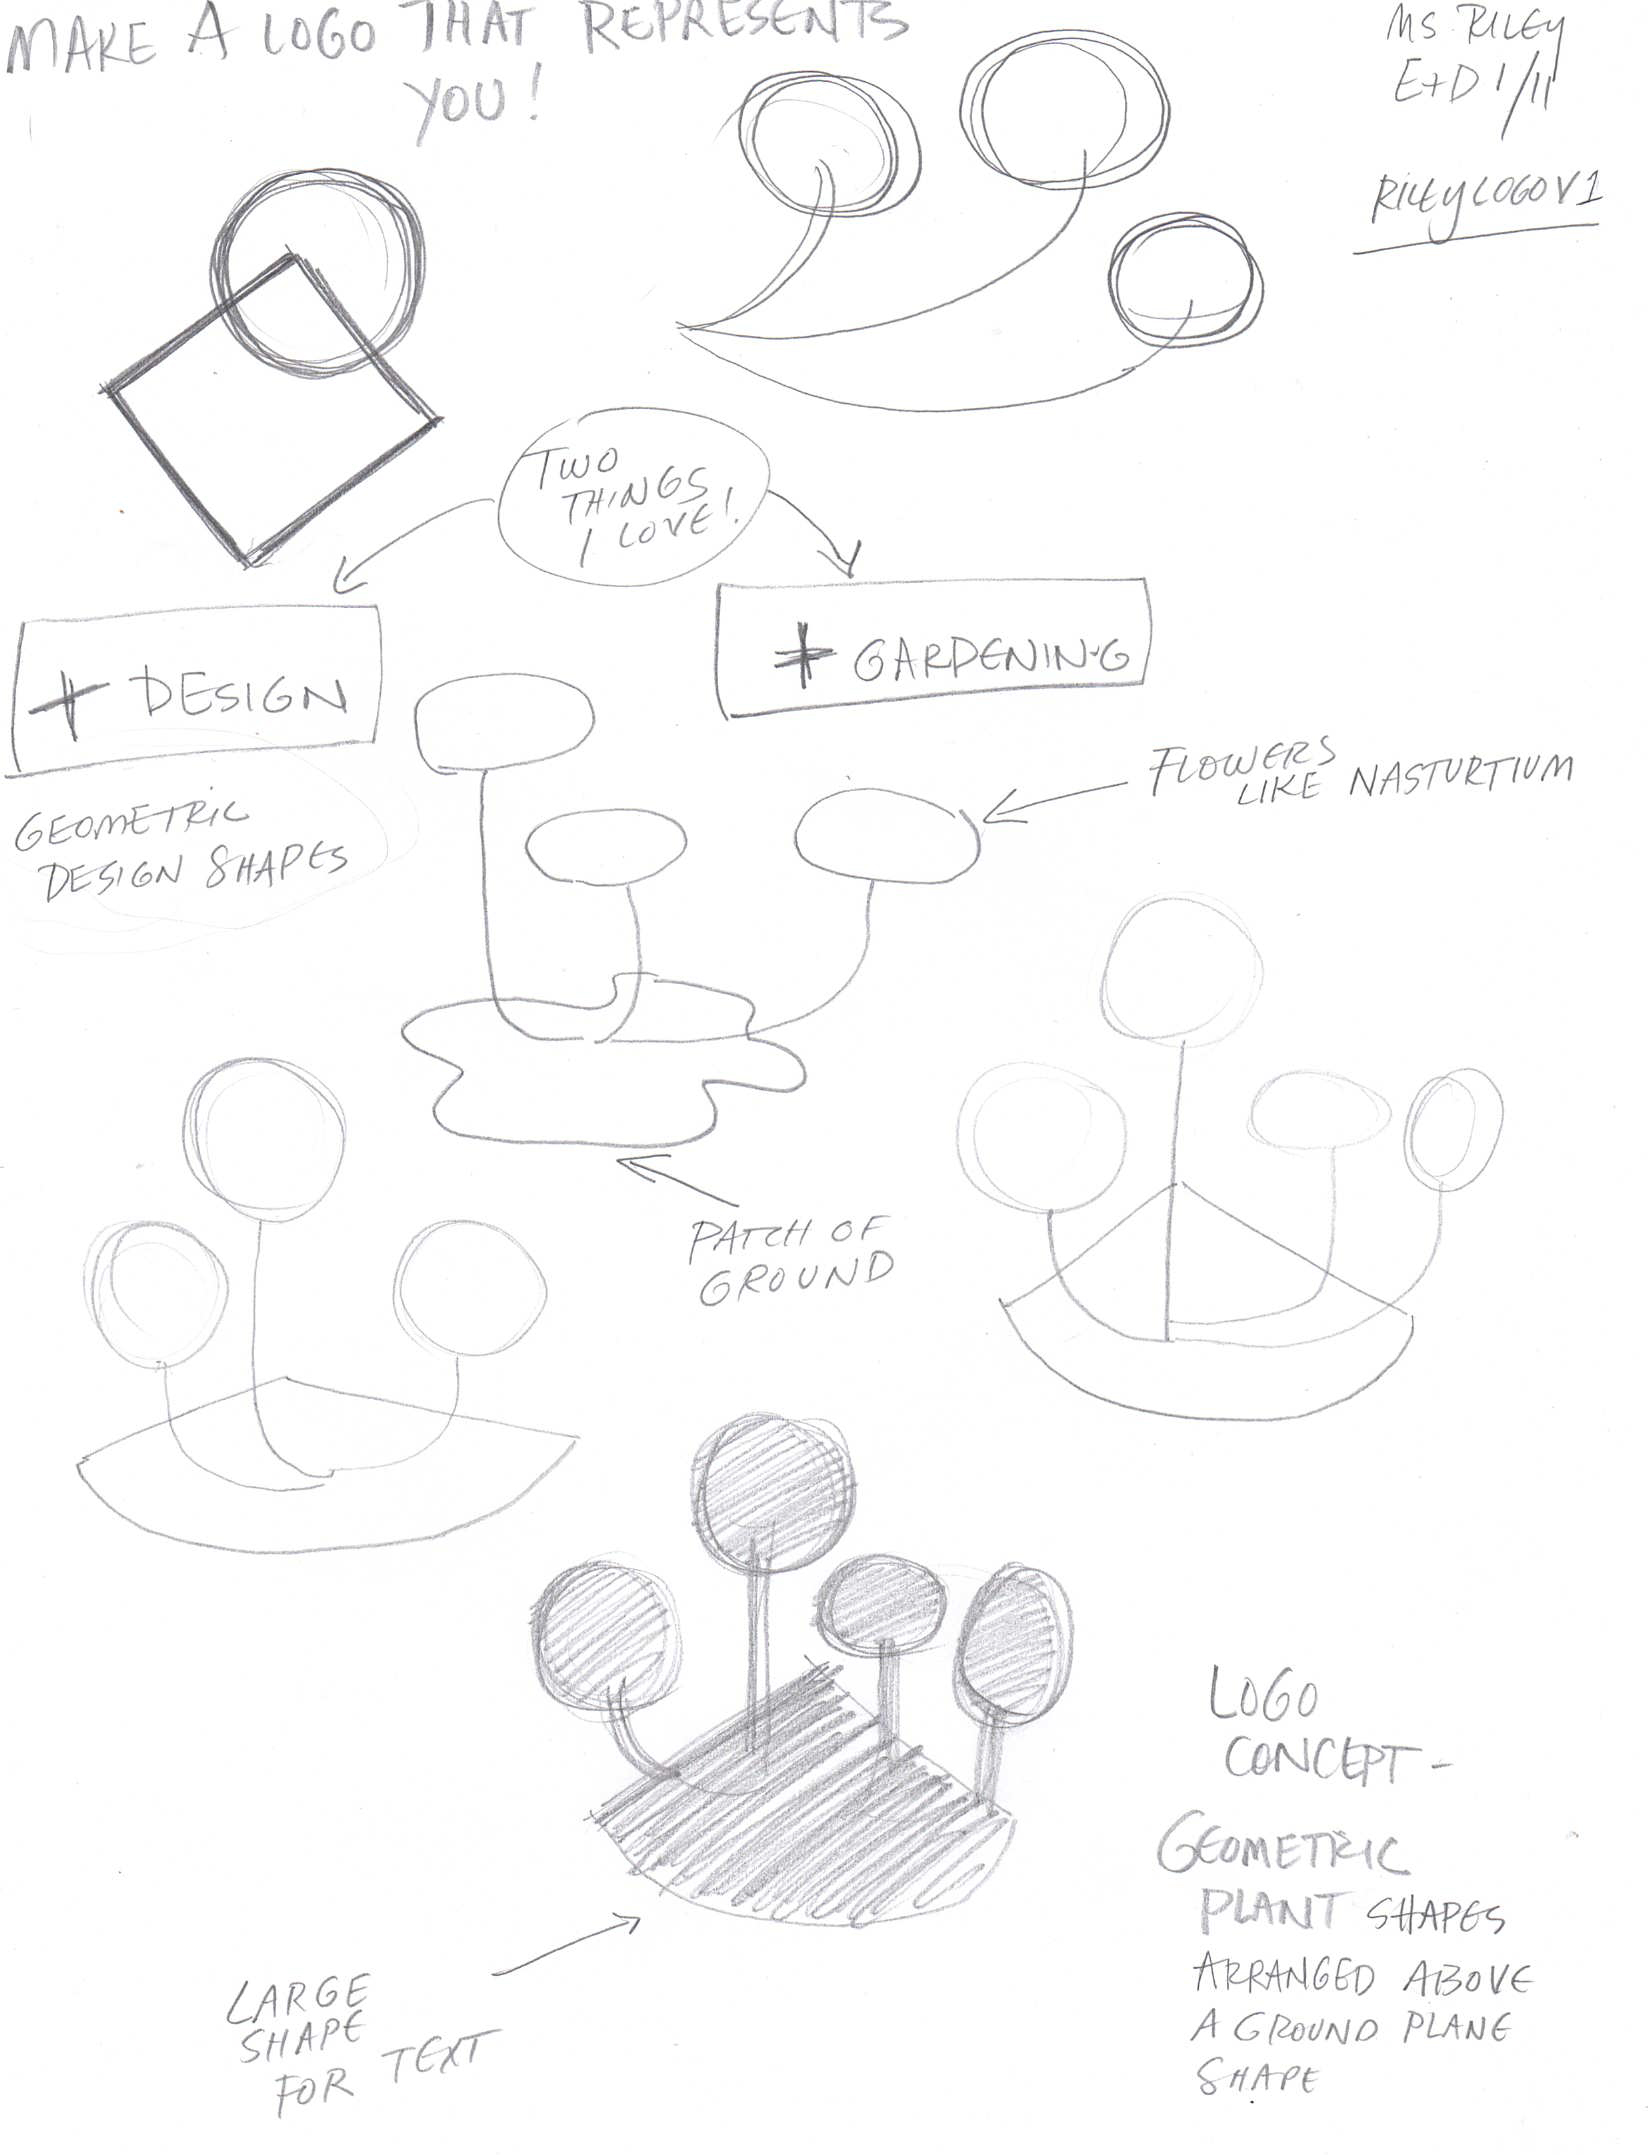 MAKE A LOGO THAT REPRESENTS
YOU!
MS. RILEY
E+D 1/11
RILEYLOGOV1
TWO
THINGS
I LOVE!
+ DESIGN
* GARDENING
GEOMETRIC
DESIGN SHAPES
FLOWERS
LIKE NASTURTIUM
PATCH OF
GROUND
LOGO
CONCEPT -
GEOMETRIC
PLANT SHAPES
ARRANGED ABOVE
A GROUND PLANE
SHAPE
LARGE
SHAPE
FOR TEXT